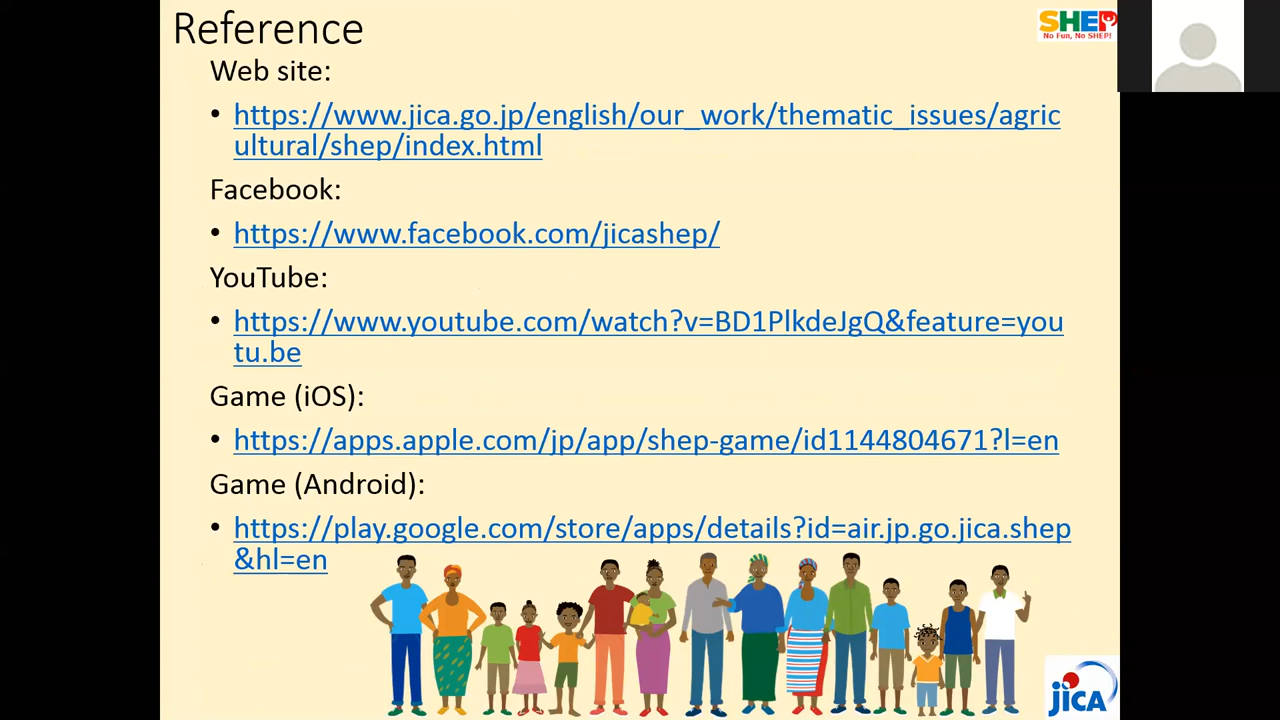 Reference
SHEP
No Fun, No SHEP!
Web site:
• https://www.jica.go.jp/english/our_work/thematic_issues/agric
ultural/shep/index.html
Facebook:
• https://www.facebook.com/jicashep/
YouTube:
• https://www.youtube.com/watch?v=BD1PlkdeJgQ&feature=you
tu.be
Game (iOS):
• https://apps.apple.com/jp/app/shep-game/id1144804671?l=en
Game (Android):
• https://play.google.com/store/apps/details?id=air.jp.go.jica.shep
&hl=en
jICA